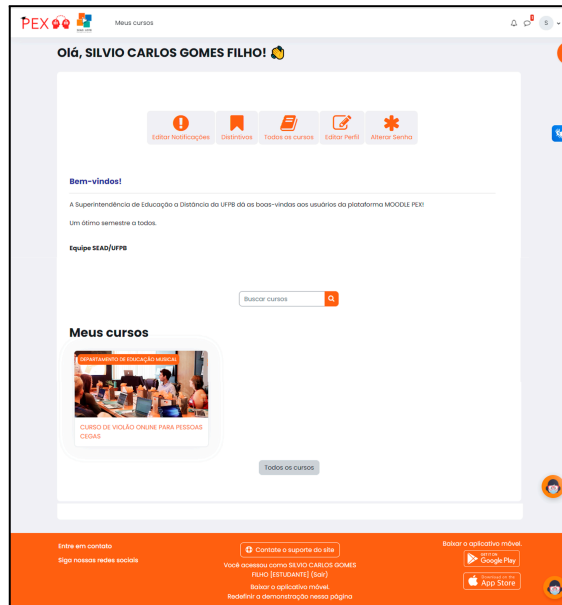 PEX
Meus cursos
S
Olá, SILVIO CARLOS GOMES FILHO!
Editar Notificações
Distintivos
Todos os cursos
Editar Perfil
Alterar Senha
Bem-vindos!
A Superintendência de Educação a Distância da UFPB dá as boas-vindas aos usuários da plataforma MOODLE PEX!
Um ótimo semestre a todos.
Equipe SEAD/UFPB
Buscar cursos
Meus cursos
DEPARTAMENTO DE EDUCAÇÃO MUSICAL
CURSO DE VIOLÃO ONLINE PARA PESSOAS
CEGAS
Todos os cursos
Entre em contato
Siga nossas redes sociais
Contate o suporte do site
Você acessou como SILVIO CARLOS GOMES
FILHO [ESTUDANTE] (Sair)
Baixar o aplicativo móvel.
Redefinir a demonstração nessa página
Baixar o aplicativo móvel.
GET IT ON
Google Play
Download on the
App Store